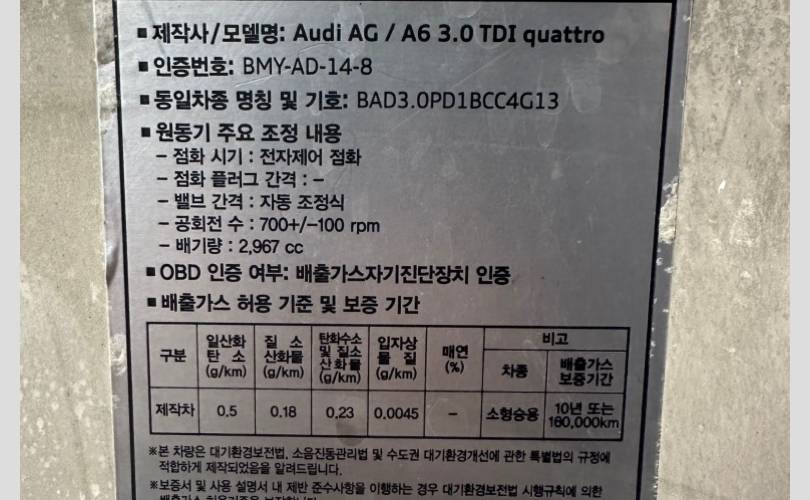 ■ 제작사/모델명: Audi AG / A6 3.0 TDI quattro
■ 인증번호: BMY-AD-14-8
■ 동일차종 명칭 및 기호: BAD3.0PD1BCC4G13
■ 원동기 주요 조정 내용
– 점화 시기 : 전자제어 점화
– 점화 플러그 간격 : –
– 밸브 간격 : 자동 조정식
– 공회전 수 : 700+/–100 rpm
– 배기량 : 2,967 cc
■ OBD 인증 여부: 배출가스자기진단장치 인증
■ 배출가스 허용 기준 및 보증 기간
구분 일산화탄소 (g/km) 질소산화물 (g/km) 탄화수소 및 질소산화물 (g/km) 입자상물질 (g/km) 매연 (%) 비고
차종 배출가스 보증기간
제작차 0.5 0.18 0.23 0.0045 – 소형승용 10년 또는 160,000km
※본 차량은 대기환경보전법, 소음진동관리법 및 수도권 대기환경개선에 관한 특별법의 규정에
적합하게 제작되었음을 알려드립니다.
※보증서 및 사용 설명서 내 제반 준수사항을 이행하는 경우 대기환경보전법 시행규칙에 의한